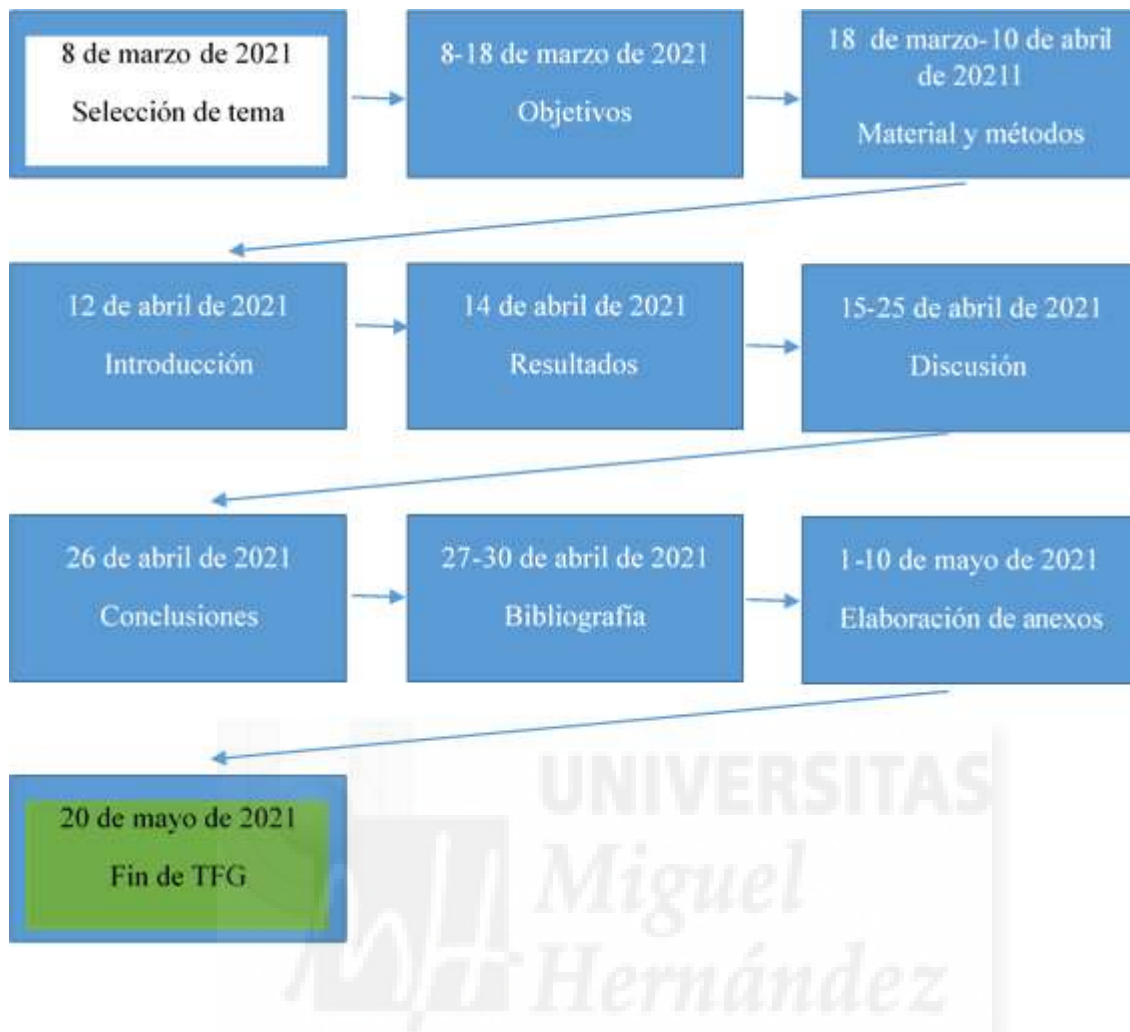 8 de marzo de 2021
Selección de tema
8-18 marzo de 2021
Objetivos
18 de marzo-10 de abril
de 20211
Material y métodos
12 de abril de 2021
Introducción
14 de abril de 2021
Resultados
15-25 de abril de 2021
Discusión
26 de abril de 2021
Conclusiones
27-30 de abril de 2021
Bibliografía
1-10 de mayo de 2021
Elaboración de anexos
20 de mayo de 2021
Fin de TFG
UNIVERSITAS
Miguel
Hernández